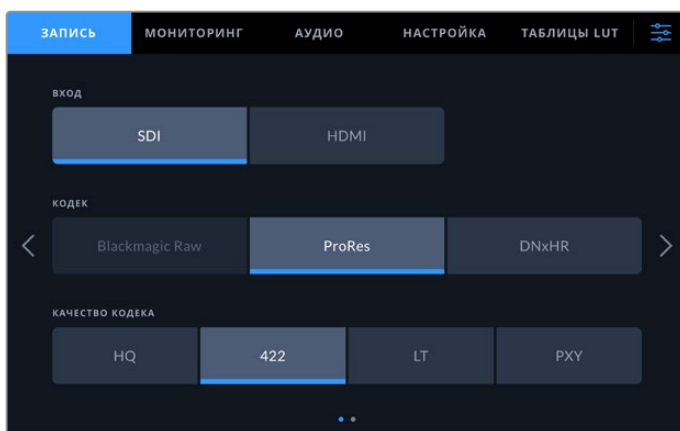 ЗАПИСЬ МОНИТОРИНГ АУДИО НАСТРОЙКА ТАБЛИЦЫ LUT
ВХОД
SDI HDMI
КОДЕК
Blackmagic Raw ProRes DNxHR
КАЧЕСТВО КОДЕКА
HQ 422 LT PXY